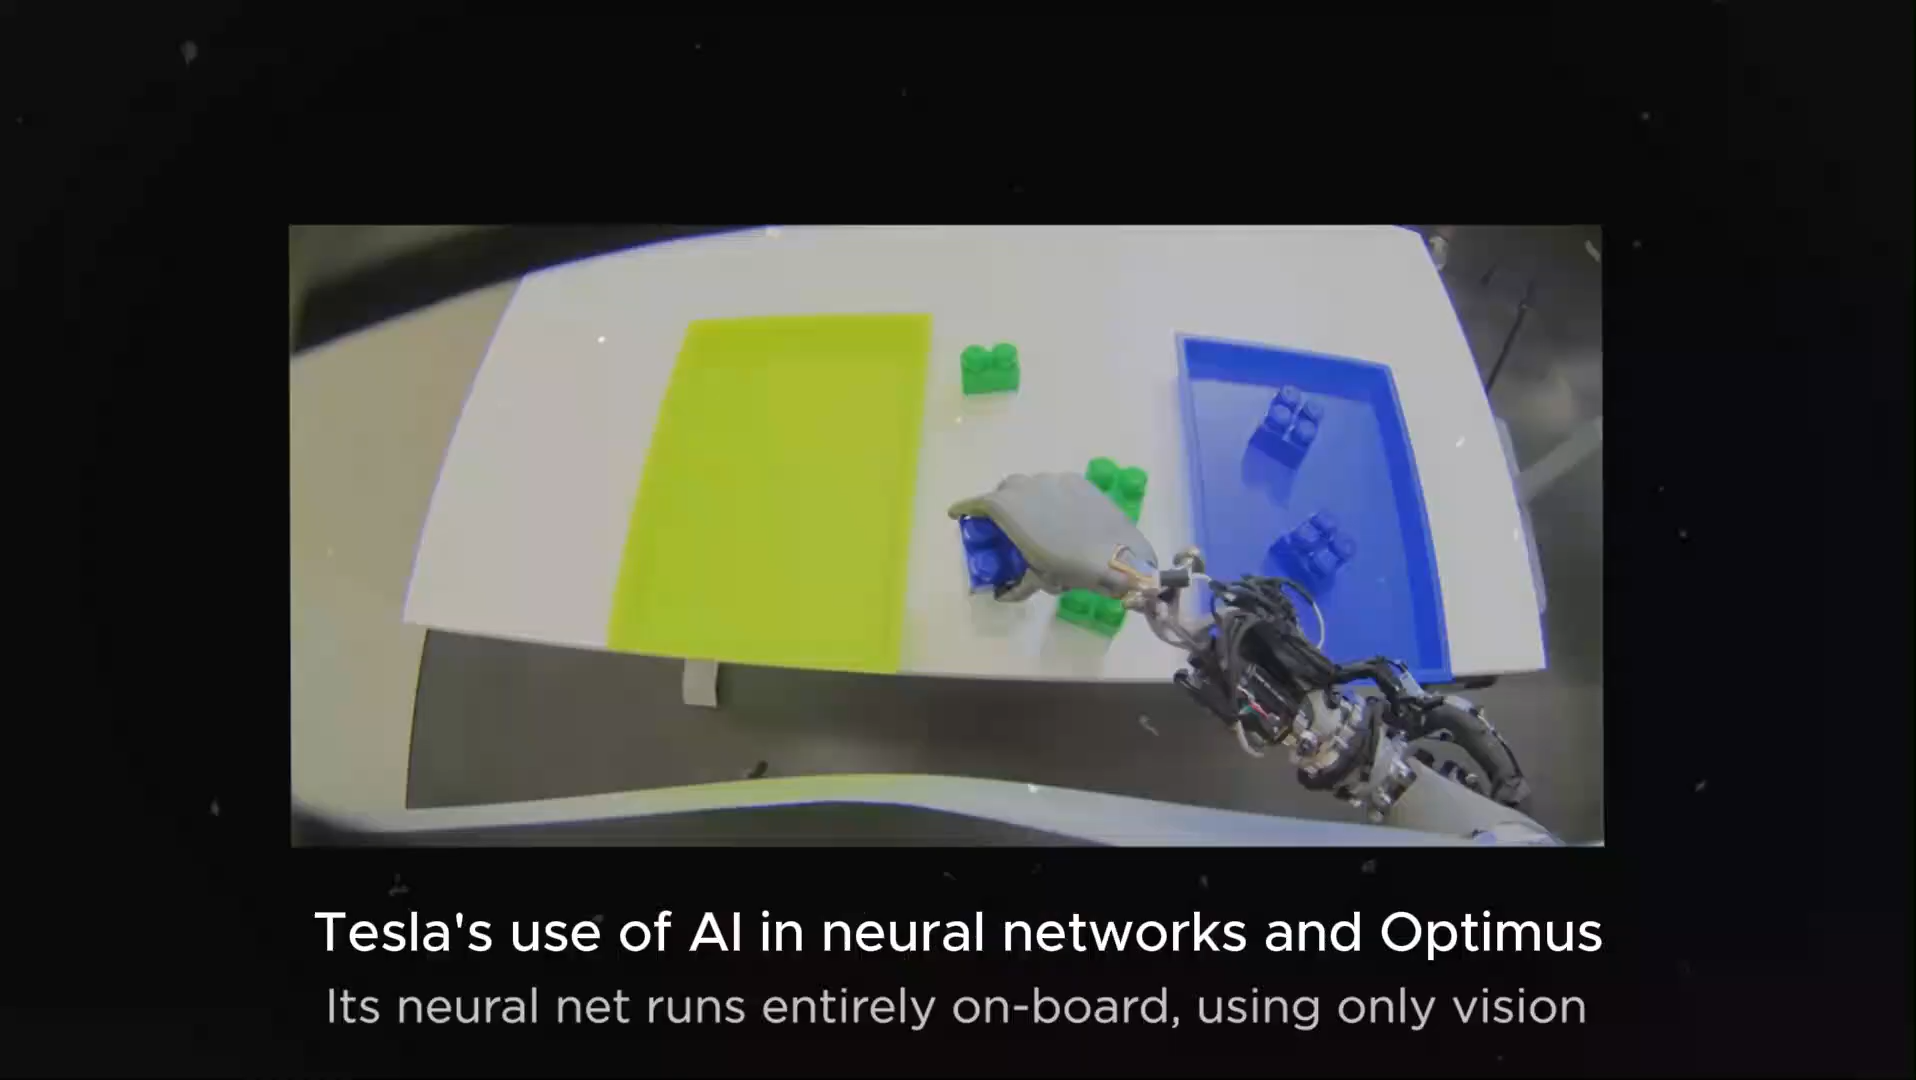 Tesla's use of AI in neural networks and Optimus
Its neural net runs entirely on-board, using only vision